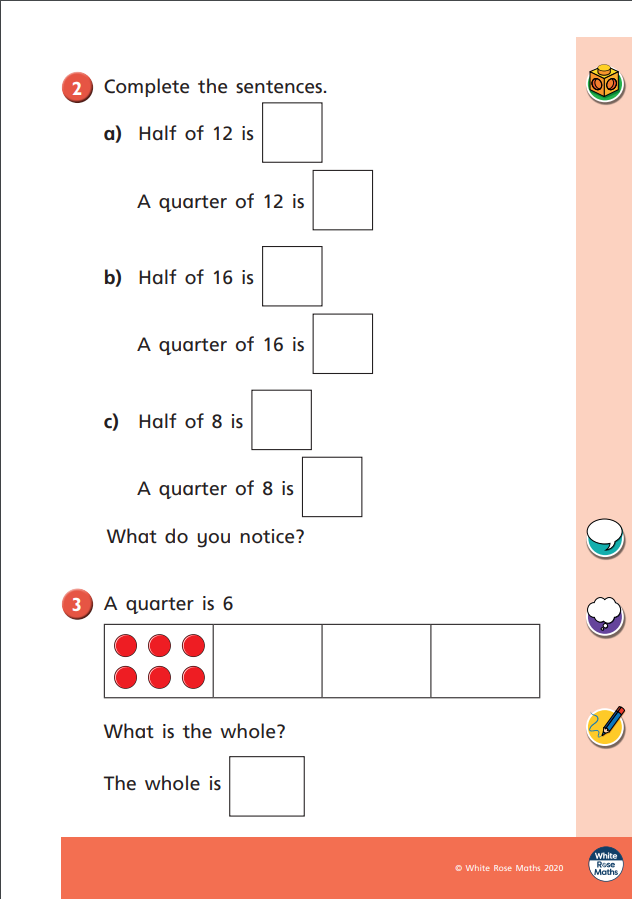 2 Complete the sentences.
a) Half of 12 is
A quarter of 12 is
b) Half of 16 is
A quarter of 16 is
c) Half of 8 is
A quarter of 8 is
What do you notice?
3 A quarter is 6
What is the whole?
The whole is
© White Rose Maths 2020
White
Rose
Maths